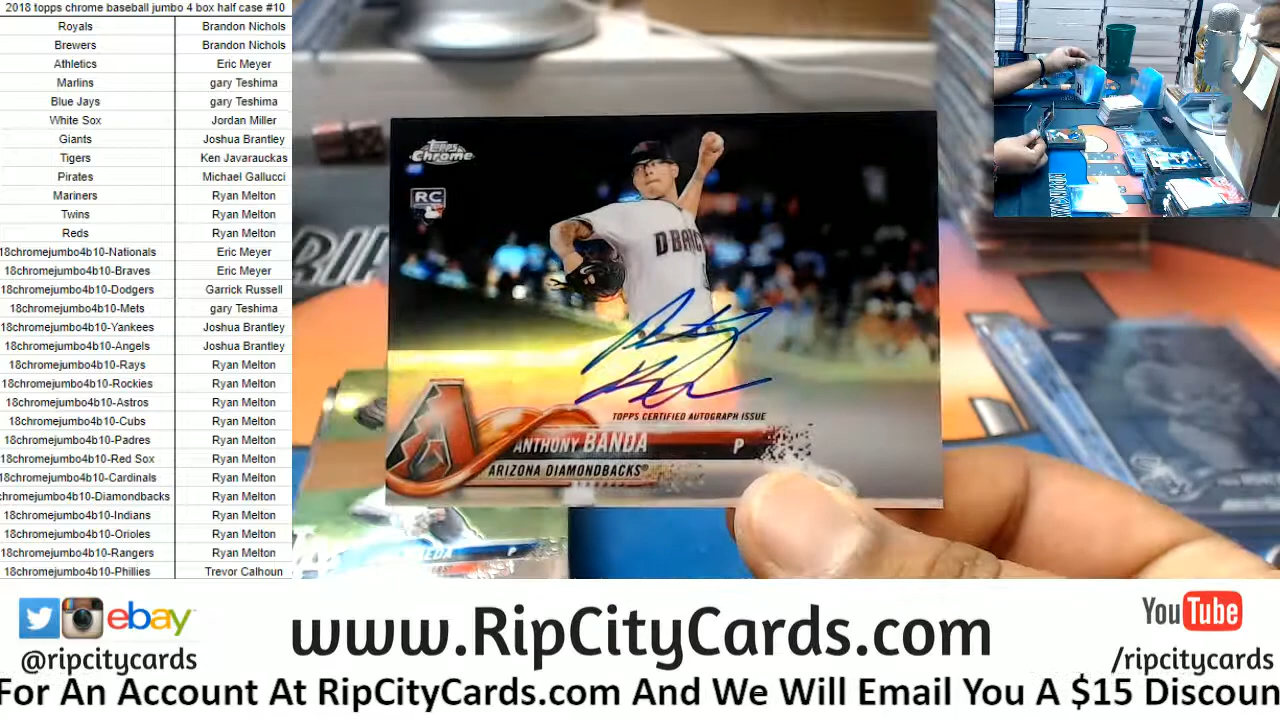 2018 topps chrome baseball jumbo 4 box half case #10
Royals Brandon Nichols
Brewers Brandon Nichols
Athletics Eric Meyer
Marlins gary Teshima
Blue Jays gary Teshima
White Sox Jordan Miller
Giants Joshua Brantley
Tigers Ken Javarauckas
Pirates Michael Gallucci
Mariners Ryan Melton
Twins Ryan Melton
Reds Ryan Melton
18chromejumbo4b10-Nationals Eric Meyer
18chromejumbo4b10-Braves Eric Meyer
18chromejumbo4b10-Dodgers Garrick Russell
18chromejumbo4b10-Mets gary Teshima
18chromejumbo4b10-Yankees Joshua Brantley
18chromejumbo4b10-Angels Joshua Brantley
18chromejumbo4b10-Rays Ryan Melton
18chromejumbo4b10-Rockies Ryan Melton
18chromejumbo4b10-Astros Ryan Melton
18chromejumbo4b10-Cubs Ryan Melton
18chromejumbo4b10-Padres Ryan Melton
18chromejumbo4b10-Red Sox Ryan Melton
18chromejumbo4b10-Cardinals Ryan Melton
chromejumbo4b10-Diamondbacks Ryan Melton
18chromejumbo4b10-Indians Ryan Melton
18chromejumbo4b10-Orioles Ryan Melton
18chromejumbo4b10-Rangers Ryan Melton
18chromejumbo4b10-Phillies Trevor Calhoun
Topps
Chrome
RC
D·BACK
TOPPS CERTIFIED AUTOGRAPH ISSUE
ANTHONY BANDA P
ARIZONA DIAMONDBACKS
P
ebay
@ripcitycards
www.RipCityCards.com
YouTube
/ripcitycards
For An Account At RipCityCards.com And We Will Email You A $15 Discoun